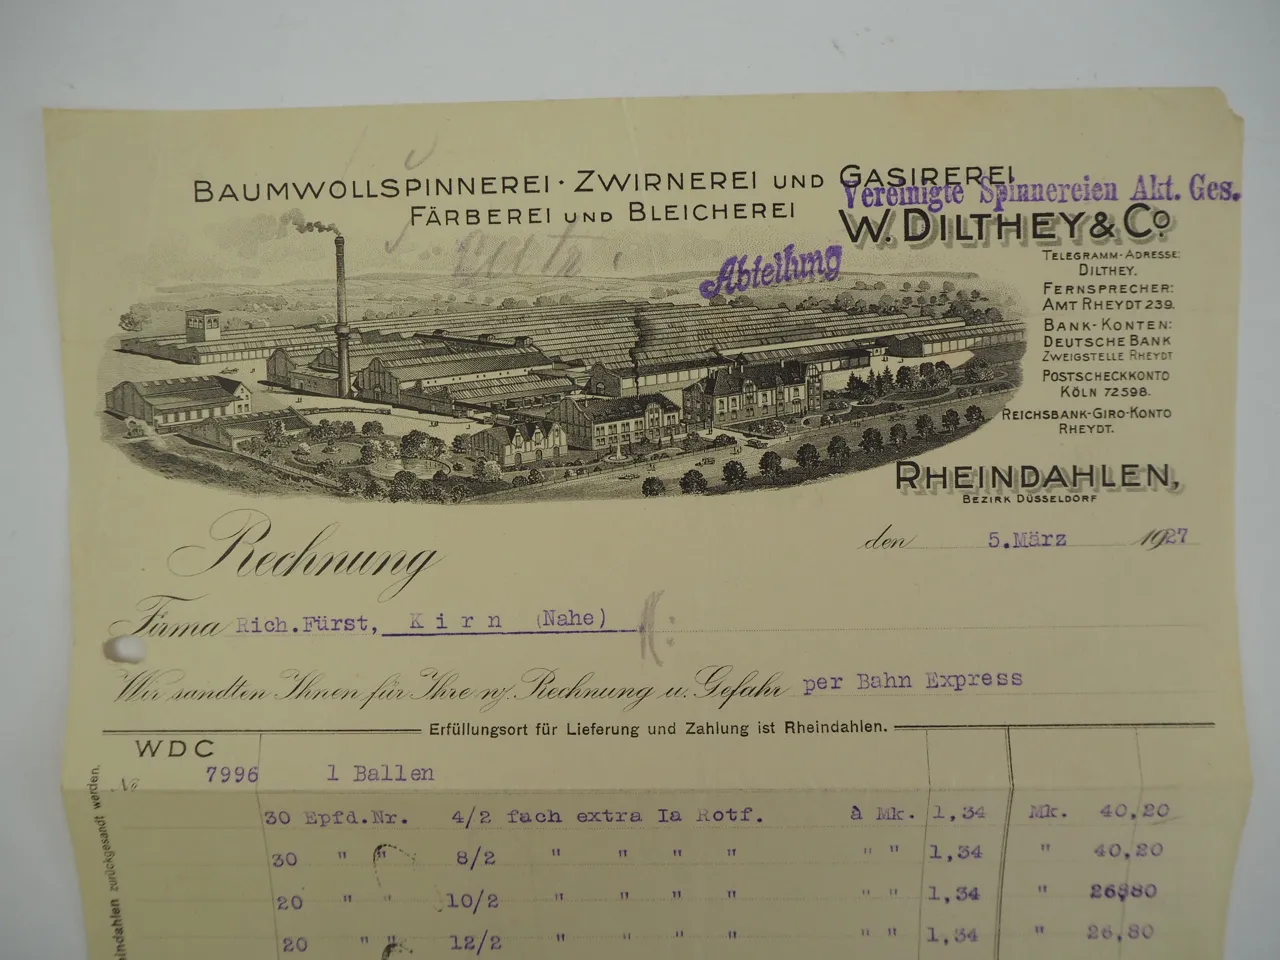 BAUMWOLLSPINNEREI · ZWIRNEREI UND GASIREREI
FÄRBEREI UND BLEICHEREI
Vereinigte Spinnereien Akt. Ges.
Abteilung
W. DILTHEY & Co
TELEGRAMM-ADRESSE:
DILTHEY.
FERNSPRECHER:
AMT RHEYDT 239.
BANK-KONTEN:
DEUTSCHE BANK
ZWEIGSTELLE RHEYDT
POSTSCHECKKONTO
KÖLN 72598.
REICHSBANK-GIRO-KONTO
RHEYDT.
RHEINDAHLEN,
BEZIRK DÜSSELDORF
Rechnung
den 5.März 1927
Firma Rich.Fürst, Kirn (Nahe)
Wir sandten Ihnen für Ihre w/. Rechnung u. Gefahr per Bahn Express
Erfüllungsort für Lieferung und Zahlung ist Rheindahlen.
WDC
No 7996 1 Ballen
30 Epfd.Nr. 4/2 fach extra Ia Rotf. à Mk. 1,34 Mk. 40,20
30 " " 8/2 " " " " " " 1,34 " 40,20
20 " " 10/2 " " " " " " 1,34 " 26,80
20 " " 12/2 " " " " " " 1,34 " 26,80
zurückgesandt werden.